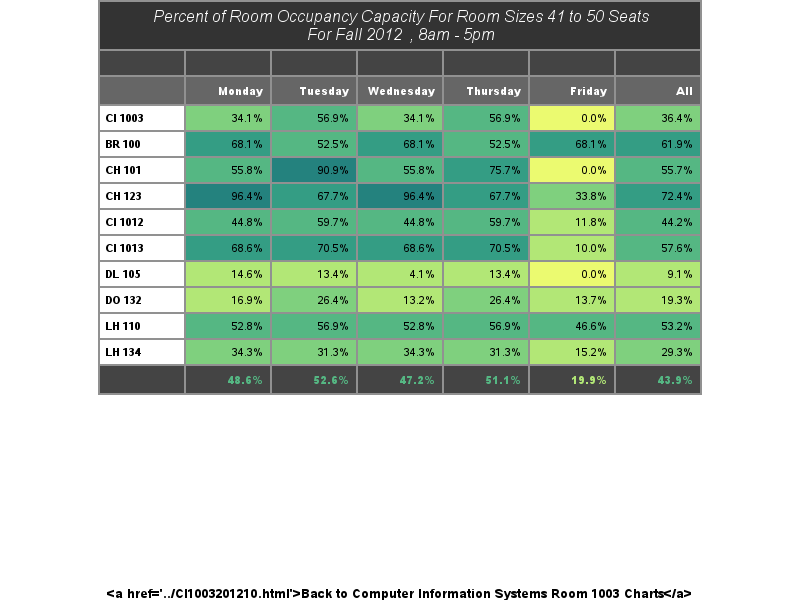 Percent of Room Occupancy Capacity For Room Sizes 41 to 50 Seats
For Fall 2012 , 8am - 5pm
Monday Tuesday Wednesday Thursday Friday All
CI 1003 34.1% 56.9% 34.1% 56.9% 0.0% 36.4%
BR 100 68.1% 52.5% 68.1% 52.5% 68.1% 61.9%
CH 101 55.8% 90.9% 55.8% 75.7% 0.0% 55.7%
CH 123 96.4% 67.7% 96.4% 67.7% 33.8% 72.4%
CI 1012 44.8% 59.7% 44.8% 59.7% 11.8% 44.2%
CI 1013 68.6% 70.5% 68.6% 70.5% 10.0% 57.6%
DL 105 14.6% 13.4% 4.1% 13.4% 0.0% 9.1%
DO 132 16.9% 26.4% 13.2% 26.4% 13.7% 19.3%
LH 110 52.8% 56.9% 52.8% 56.9% 46.6% 53.2%
LH 134 34.3% 31.3% 34.3% 31.3% 15.2% 29.3%
48.6% 52.6% 47.2% 51.1% 19.9% 43.9%
<a href='../CI1003201210.html'>Back to Computer Information Systems Room 1003 Charts</a>